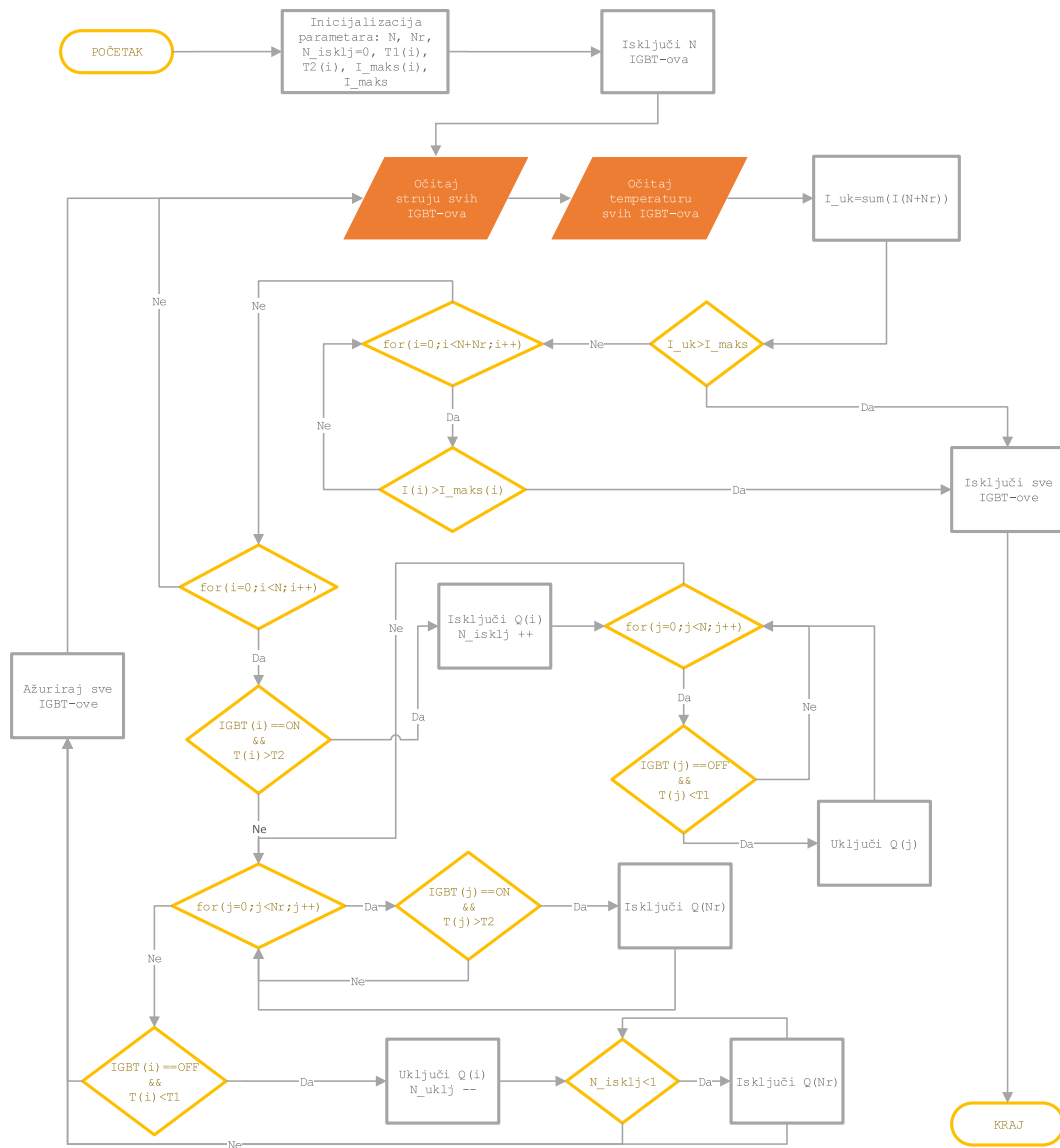 POČETAK
Inicijalizacija
parametara: N, Nr,
N_isklj=0, T1(i),
T2(i), I_maks(i),
I_maks
Isključi N
IGBT-ova
Očitaj
struju svih
IGBT-ova
Očitaj
temperaturu
svih IGBT-ova
I_uk=sum(I(N+Nr))
Ne
Ne
for(i=0;i<N+Nr;i++)
Ne
I_uk>I_maks
Da
Da
Ne
I(i)>I_maks(i)
Da
Isključi sve
IGBT-ove
for(i=0;i<N;i++)
Isključi Q(i)
N_isklj ++
for(j=0;j<N;j++)
Ne
Da
Ažuriraj sve
IGBT-ove
Da
Ne
IGBT(i)==ON
&&
T(i)>T2
Da
IGBT(j)==OFF
&&
T(j)<T1
Ne
Da
Uključi Q(j)
for(j=0;j<Nr;j++)
Da
IGBT(j)==ON
&&
T(j)>T2
Da
Isključi Q(Nr)
Ne
Ne
IGBT(i)==OFF
&&
T(i)<T1
Da
Uključi Q(i)
N_uklj --
N_isklj<1
Da
Isključi Q(Nr)
Ne
KRAJ